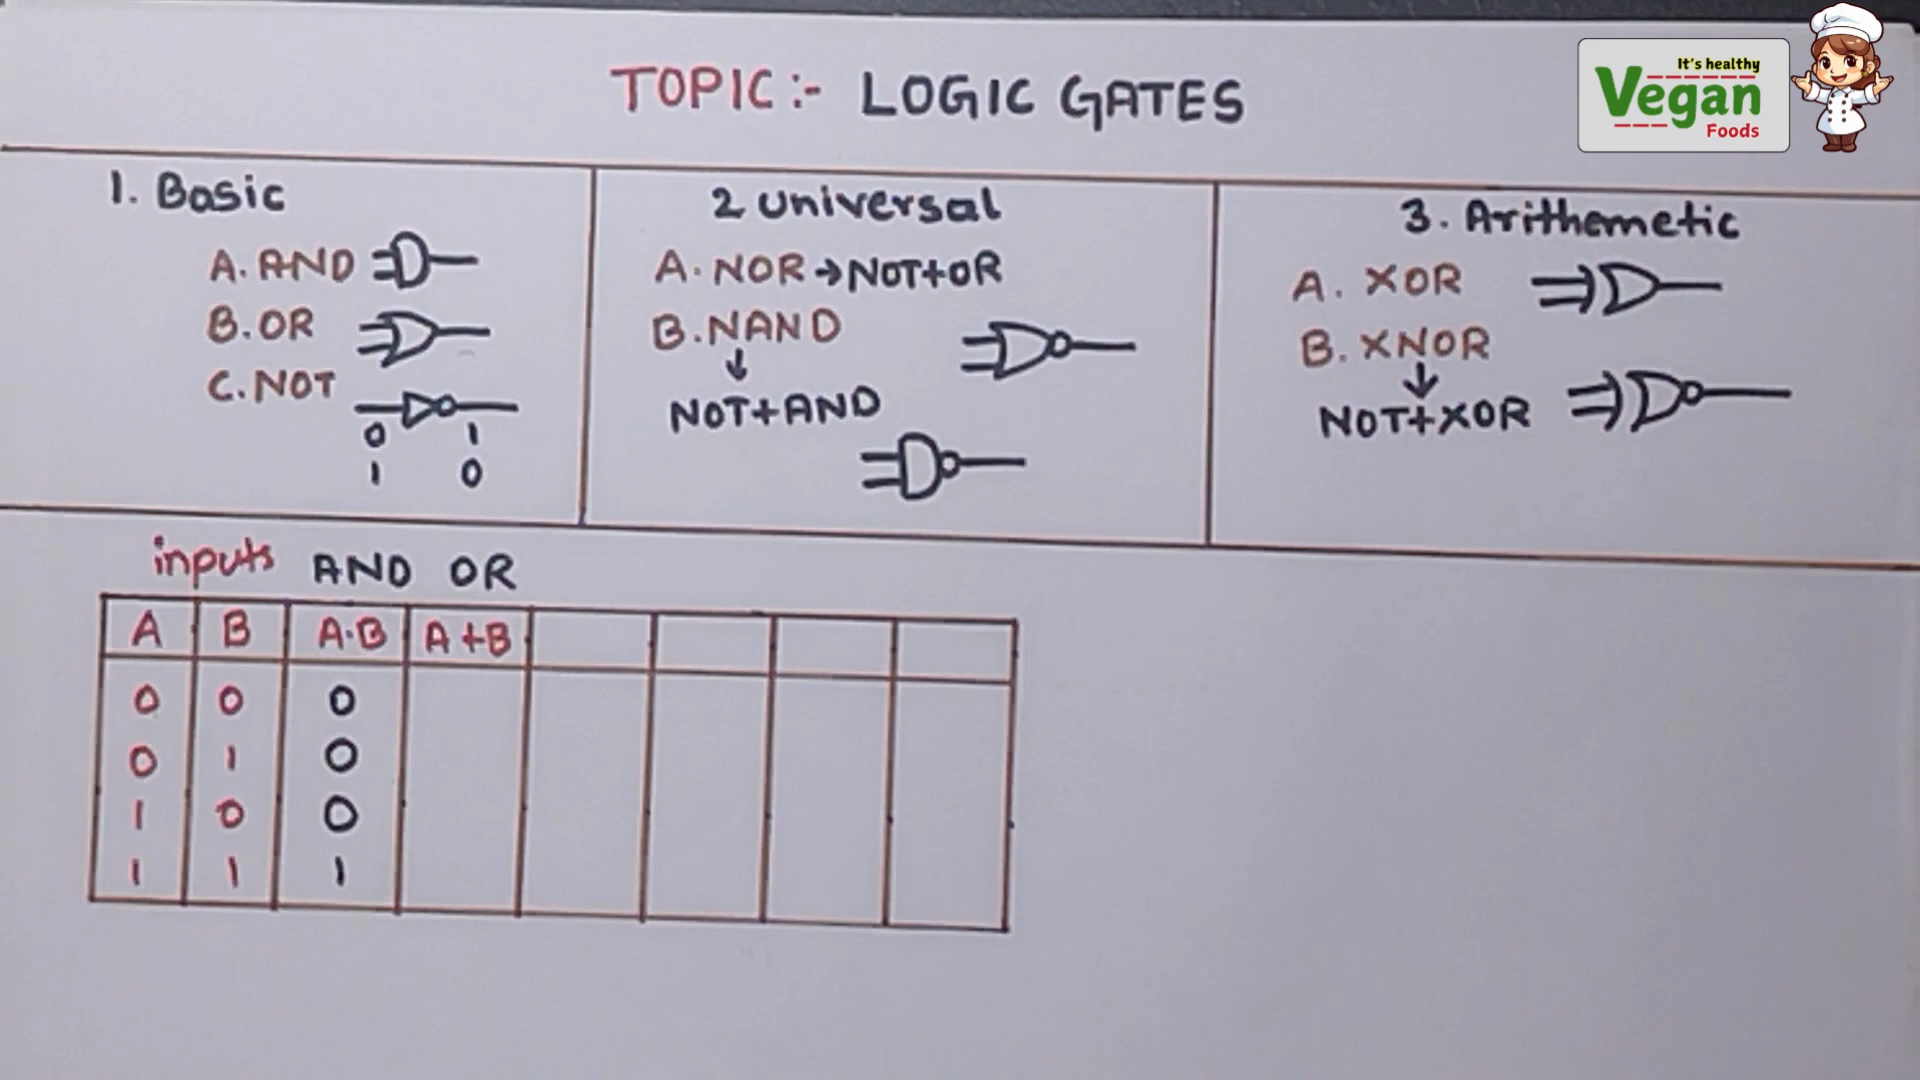 TOPIC:- LOGIC GATES
It's healthy
Vegan
Foods
1. Basic
A. AND
B. OR
C. NOT
0 1
1 0
2 universal
A. NOR → NOT+OR
B. NAND
↓
NOT+AND
3. Arithemetic
A. XOR
B. XNOR
↓
NOT+XOR
inputs AND OR
A B A·B A+B
0 0 0
0 1 0
1 0 0
1 1 1